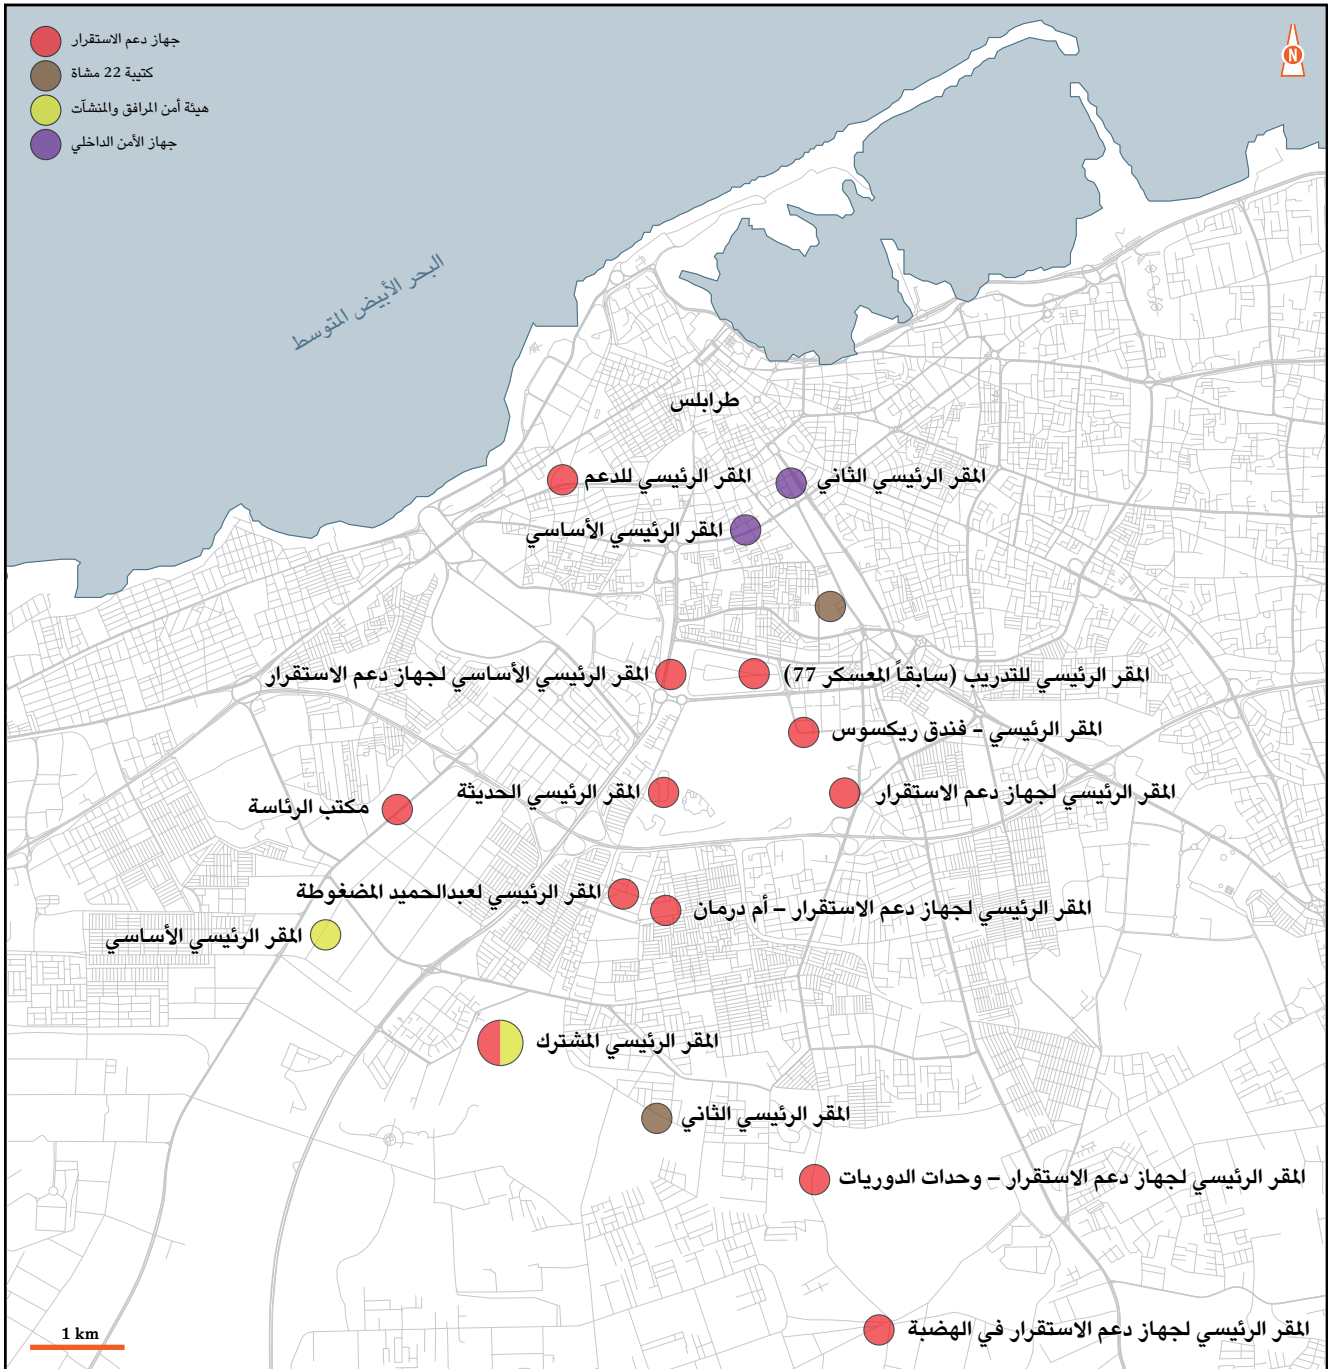 جهاز دعم الاستقرار
كتيبة 22 مشاة
هيئة أمن المرافق والمنشآت
جهاز الأمن الداخلي
N
البحر الأبيض المتوسط
طرابلس
المقر الرئيسي الثاني
المقر الرئيسي للدعم
المقر الرئيسي الأساسي
المقر الرئيسي للتدريب (سابقاً المعسكر 77)
المقر الرئيسي الأساسي لجهاز دعم الاستقرار
المقر الرئيسي – فندق ريكسوس
المقر الرئيسي لجهاز دعم الاستقرار
المقر الرئيسي الحديثة
مكتب الرئاسة
المقر الرئيسي لعبدالحميد المضغوطة
المقر الرئيسي لجهاز دعم الاستقرار – أم درمان
المقر الرئيسي الأساسي
المقر الرئيسي المشترك
المقر الرئيسي الثاني
المقر الرئيسي لجهاز دعم الاستقرار – وحدات الدوريات
المقر الرئيسي لجهاز دعم الاستقرار في الهضبة
1 km